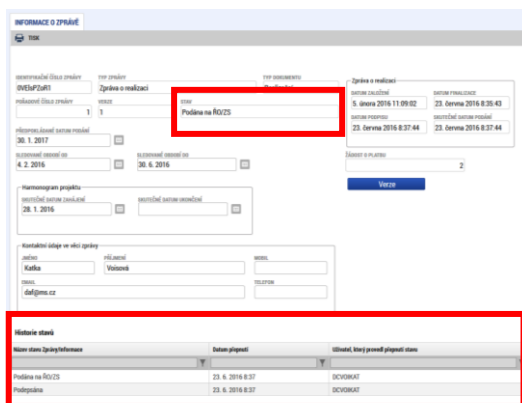 INFORMACE O ZPRÁVĚ
TISK
IDENTIFIKAČNÍ ČÍSLO ZPRÁVY TYP ZPRÁVY TYP DOKUMENTU Zpráva o realizaci
Zpráva o realizaci
DATUM ZALOŽENÍ DATUM FINALIZACE
POŘADOVÉ ČÍSLO ZPRÁVY VERZE STAV 5. února 2016 11:09:02 23. června 2016 8:35:43
1 1 Podána na ŘO/ZS
DATUM PODPISU SKUTEČNÉ DATUM PODÁNÍ
PŘEDPOKLÁDANÉ DATUM PODÁNÍ 23. června 2016 8:37:44 23. června 2016 8:37:44
30. 1. 2017
SLEDOVANÉ OBDOBÍ OD SLEDOVANÉ OBDOBÍ DO ŽÁDOST O PLATBU
4. 2. 2016 30. 6. 2016 2
Verze
Harmonogram projektu
SKUTEČNÉ DATUM ZAHÁJENÍ SKUTEČNÉ DATUM UKONČENÍ
28. 1. 2016
Kontaktní údaje ve věci zprávy
JMÉNO PŘÍJMENÍ MOBIL
Katka Voisová
EMAIL TELEFON
daf@ms.cz
Historie stavů
Název stavu Zprávy/Informace Datum přepnutí Uživatel, který provedl přepnutí stavu
Podána na ŘO/ZS 23. 6. 2016 8:37 DCVOIKAT
Podepsána 23. 6. 2016 8:37 DCVOIKAT